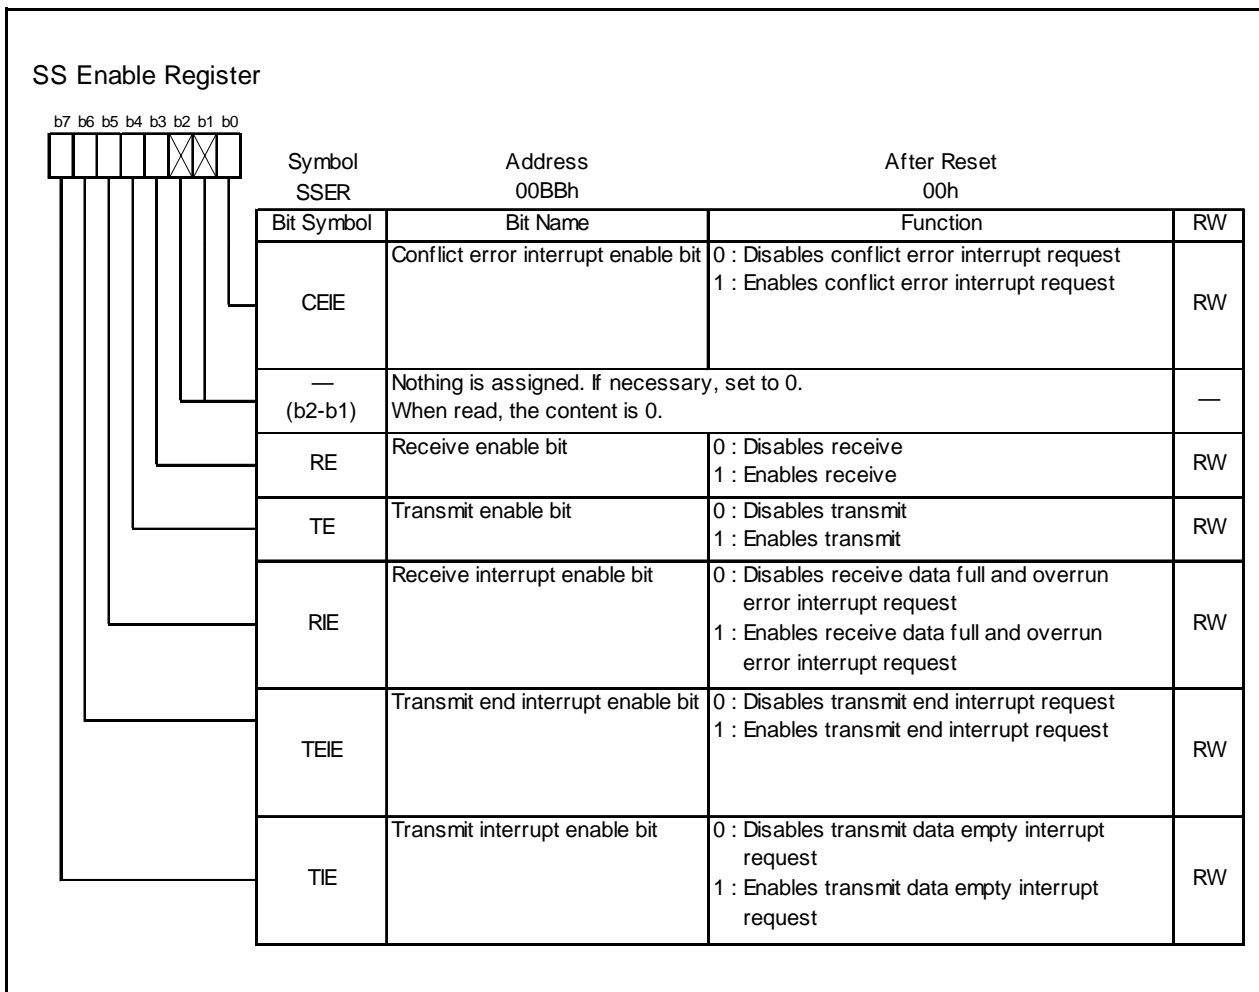 SS Enable Register
b7 b6 b5 b4 b3 b2 b1 b0
Symbol Address After Reset
SSER 00BBh 00h
Bit Symbol Bit Name Function RW
CEIE Conflict error interrupt enable bit 0 : Disables conflict error interrupt request
1 : Enables conflict error interrupt request
RW
— Nothing is assigned. If necessary, set to 0.
(b2-b1) When read, the content is 0. —
RE Receive enable bit 0 : Disables receive
1 : Enables receive
RW
TE Transmit enable bit 0 : Disables transmit
1 : Enables transmit
RW
RIE Receive interrupt enable bit 0 : Disables receive data full and overrun
error interrupt request
1 : Enables receive data full and overrun
error interrupt request
RW
TEIE Transmit end interrupt enable bit 0 : Disables transmit end interrupt request
1 : Enables transmit end interrupt request
RW
TIE Transmit interrupt enable bit 0 : Disables transmit data empty interrupt
request
1 : Enables transmit data empty interrupt
request
RW